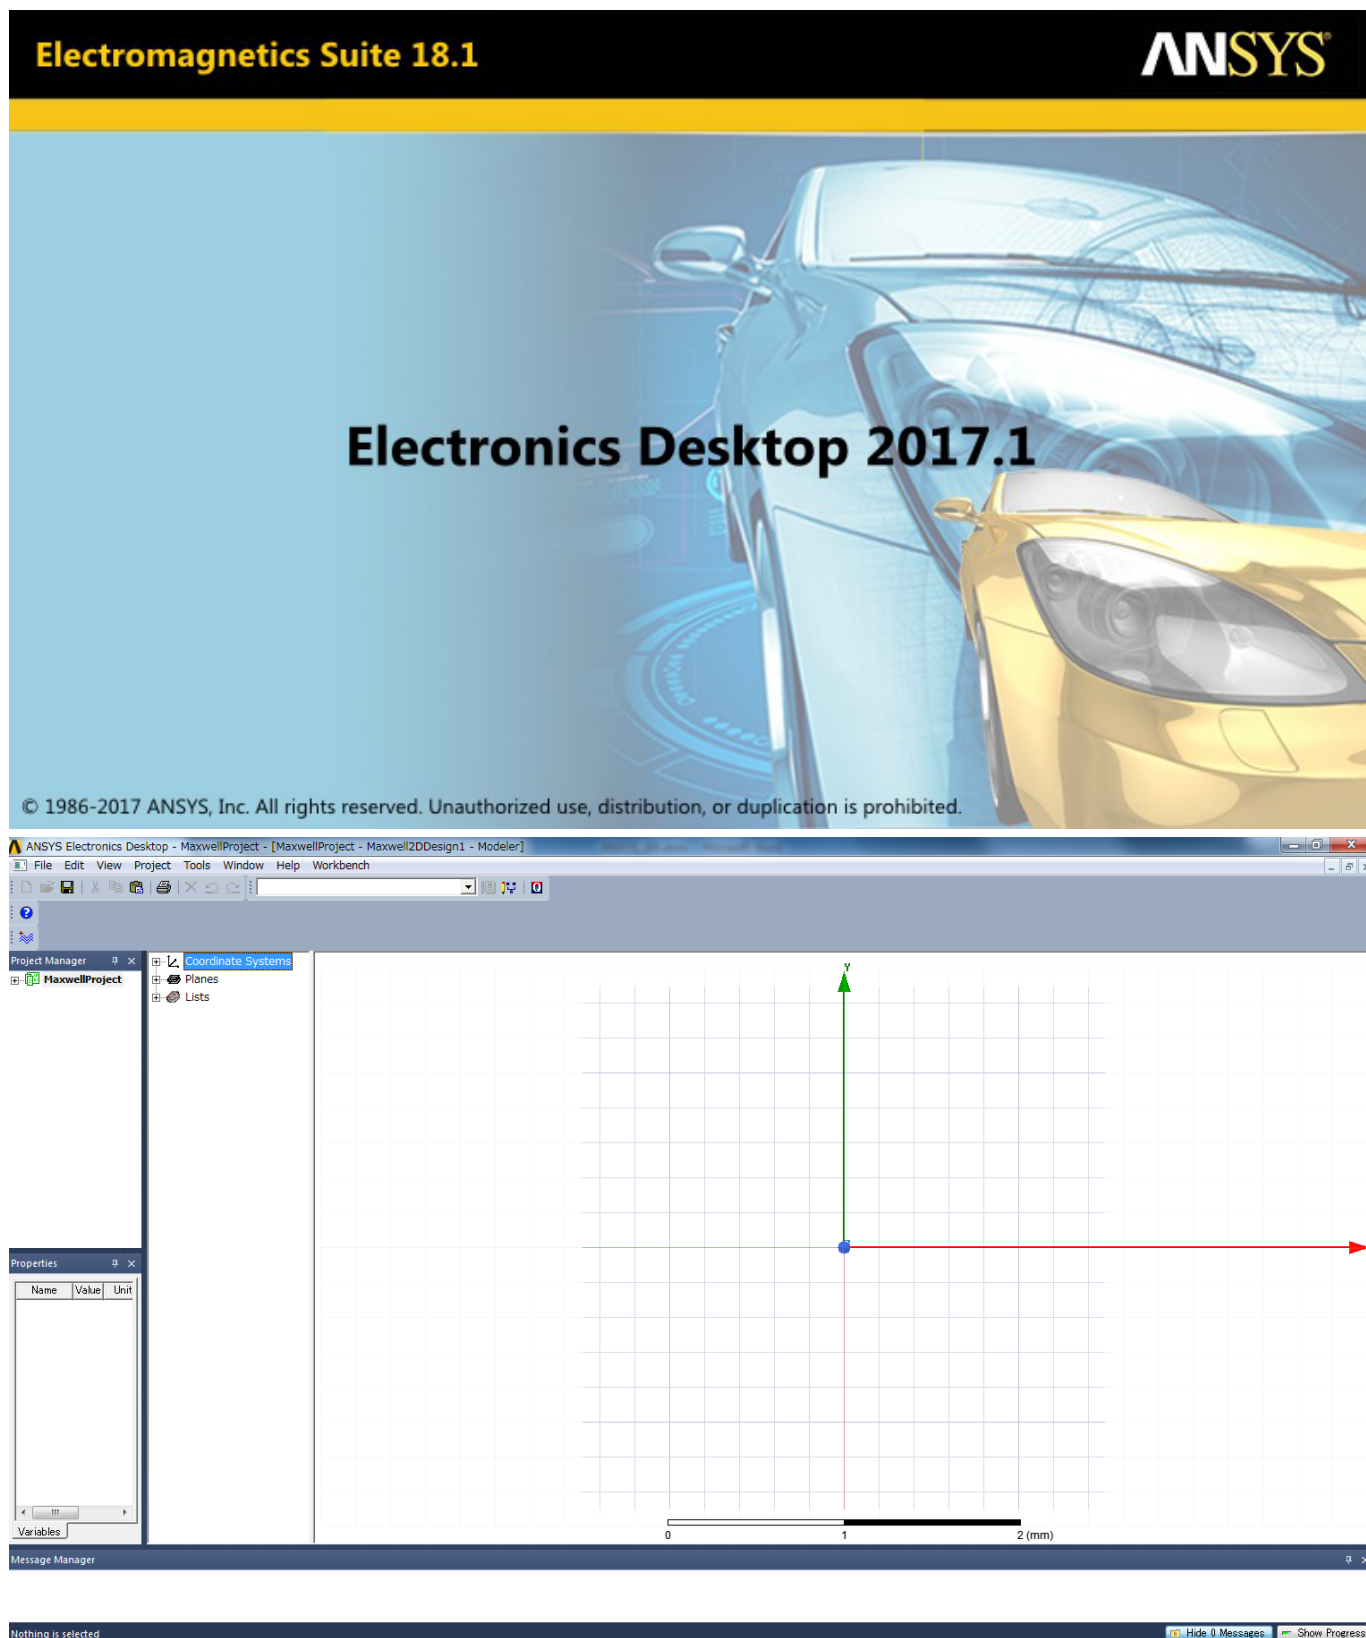 Electromagnetics Suite 18.1
ANSYS
Electronics Desktop 2017.1
© 1986-2017 ANSYS, Inc. All rights reserved. Unauthorized use, distribution, or duplication is prohibited.
ANSYS Electronics Desktop - MaxwellProject - [MaxwellProject - Maxwell2DDesign1 - Modeler]
File Edit View Project Tools Window Help Workbench
Project Manager
MaxwellProject
Coordinate Systems
Planes
Lists
Y
Properties
Name Value Unit
Variables
0 1 2 (mm)
Message Manager
Nothing is selected
Hide 0 Messages Show Progress